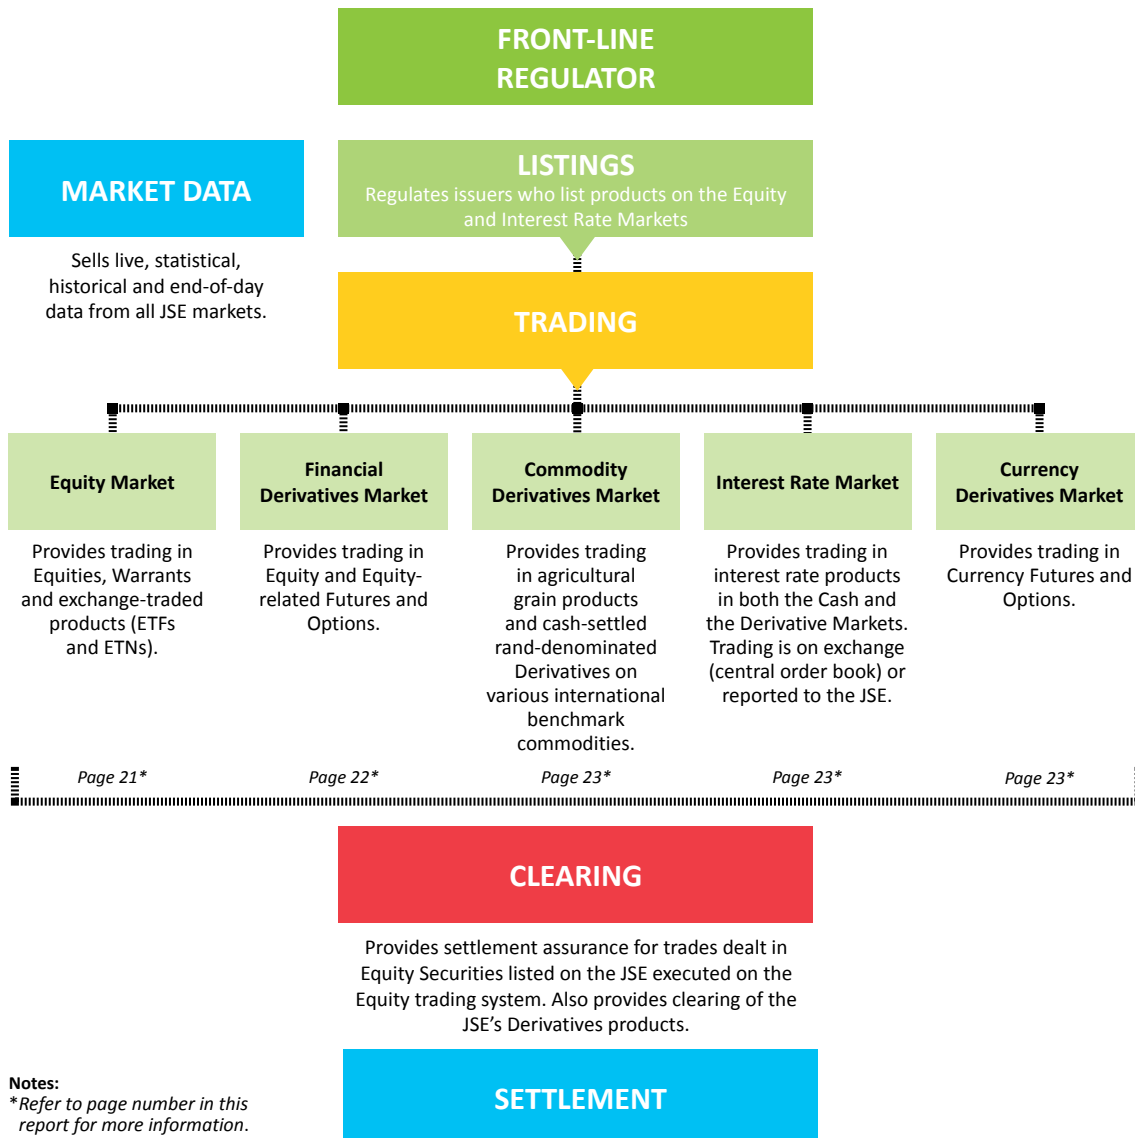 FRONT-LINE
REGULATOR
MARKET DATA
Sells live, statistical,
historical and end-of-day
data from all JSE markets.
LISTINGS
Regulates issuers who list products on the Equity
and Interest Rate Markets
TRADING
Equity Market
Provides trading in
Equities, Warrants
and exchange-traded
products (ETFs
and ETNs).
Page 21*
Financial
Derivatives Market
Provides trading in
Equity and Equity-
related Futures and
Options.
Page 22*
Commodity
Derivatives Market
Provides trading
in agricultural
grain products
and cash-settled
rand-denominated
Derivatives on
various international
benchmark
commodities.
Page 23*
Interest Rate Market
Provides trading in
interest rate products
in both the Cash and
the Derivative Markets.
Trading is on exchange
(central order book) or
reported to the JSE.
Page 23*
Currency
Derivatives Market
Provides trading in
Currency Futures and
Options.
Page 23*
CLEARING
Provides settlement assurance for trades dealt in
Equity Securities listed on the JSE executed on the
Equity trading system. Also provides clearing of the
JSE's Derivatives products.
SETTLEMENT
Notes:
*Refer to page number in this
report for more information.